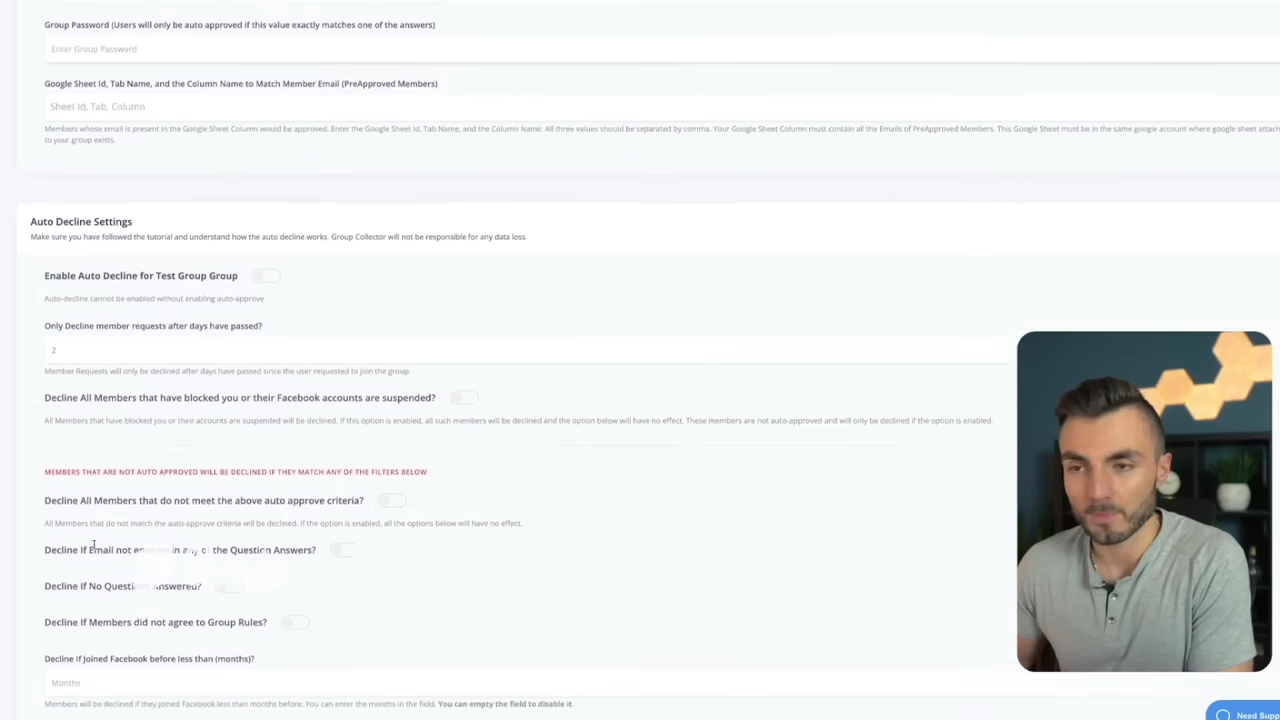 Group Password (Users will only be auto approved if this value exactly matches one of the answers)
Enter Group Password
Google Sheet Id, Tab Name, and the Column Name to Match Member Email (PreApproved Members)
Sheet Id, Tab, Column
Members whose email is present in the Google Sheet Column would be approved. Enter the Google Sheet Id, Tab Name, and the Column Name. All three values should be separated by comma. Your Google Sheet Column must contain all the Emails of PreApproved Members. This Google Sheet must be in the same google account where google sheet attach
to your group exists.
Auto Decline Settings
Make sure you have followed the tutorial and understand how the auto decline works. Group Collector will not be responsible for any data loss.
Enable Auto Decline for Test Group Group
Auto-decline cannot be enabled without enabling auto-approve
Only Decline member requests after days have passed?
2
Member Requests will only be declined after days have passed since the user requested to join the group.
Decline All Members that have blocked you or their Facebook accounts are suspended?
All Members that have blocked you or their accounts are suspended will be declined. If this option is enabled, all such members will be declined and the option below will have no effect. These members are not auto-approved and will only be declined if the option is enabled.
MEMBERS THAT ARE NOT AUTO APPROVED WILL BE DECLINED IF THEY MATCH ANY OF THE FILTERS BELOW
Decline All Members that do not meet the above auto approve criteria?
All Members that do not match the auto-approve criteria will be declined. If the option is enabled, all the options below will have no effect.
Decline If Email not in any of the Question Answers?
Decline If No Answered?
Decline If Members did not agree to Group Rules?
Decline If Joined Facebook before less than (months)?
Months
Members will be declined if they joined Facebook less than months before. You can enter the months in the field. You can empty the field to disable it.
Need Supp